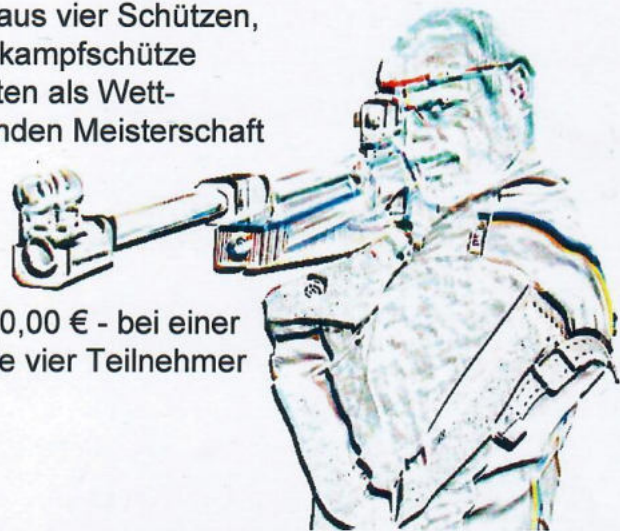 aus vier Schützen,
kampfschütze
ten als Wett-
nden Meisterschaft
0,00 € - bei einer
e vier Teilnehmer